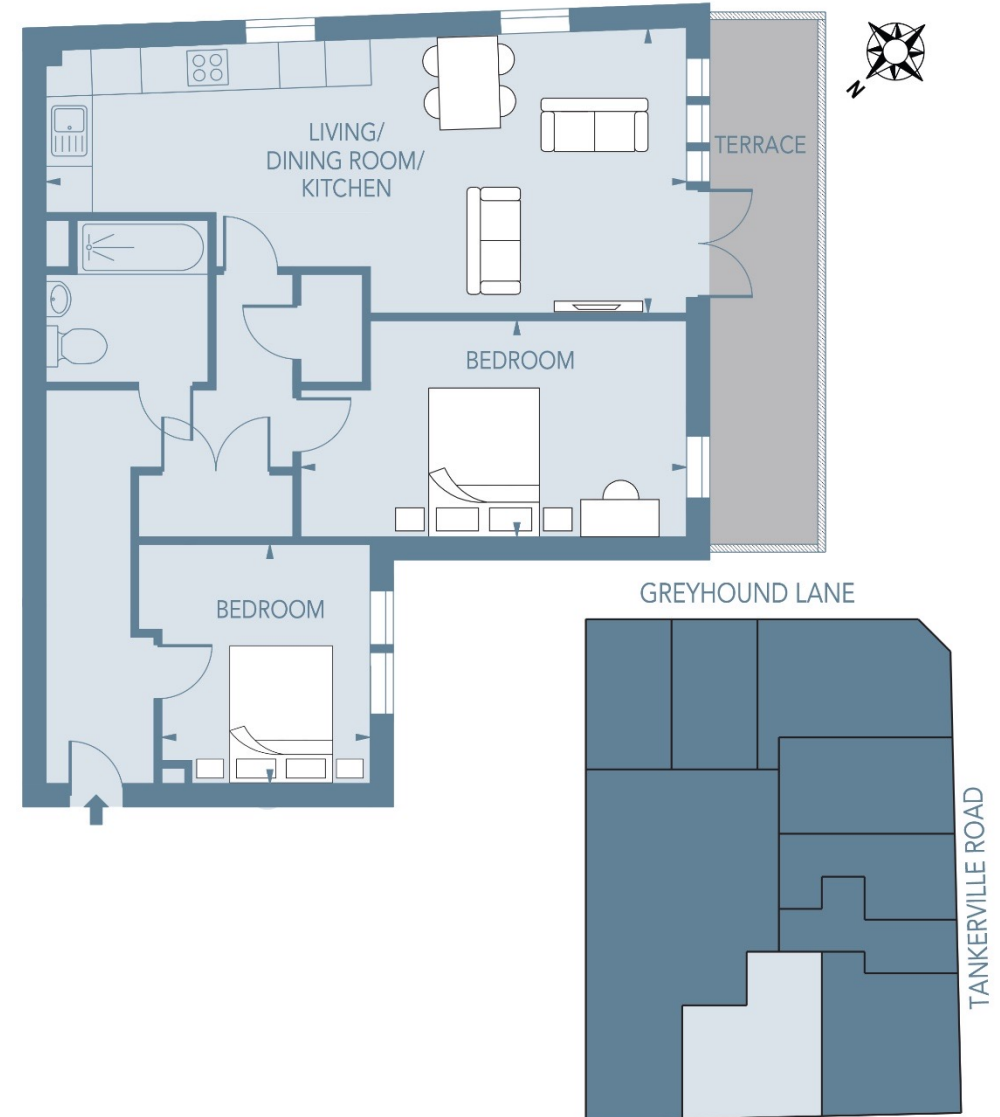 N
LIVING/
DINING ROOM/
KITCHEN
TERRACE
BEDROOM
BEDROOM
GREYHOUND LANE
TANKERVILLE ROAD